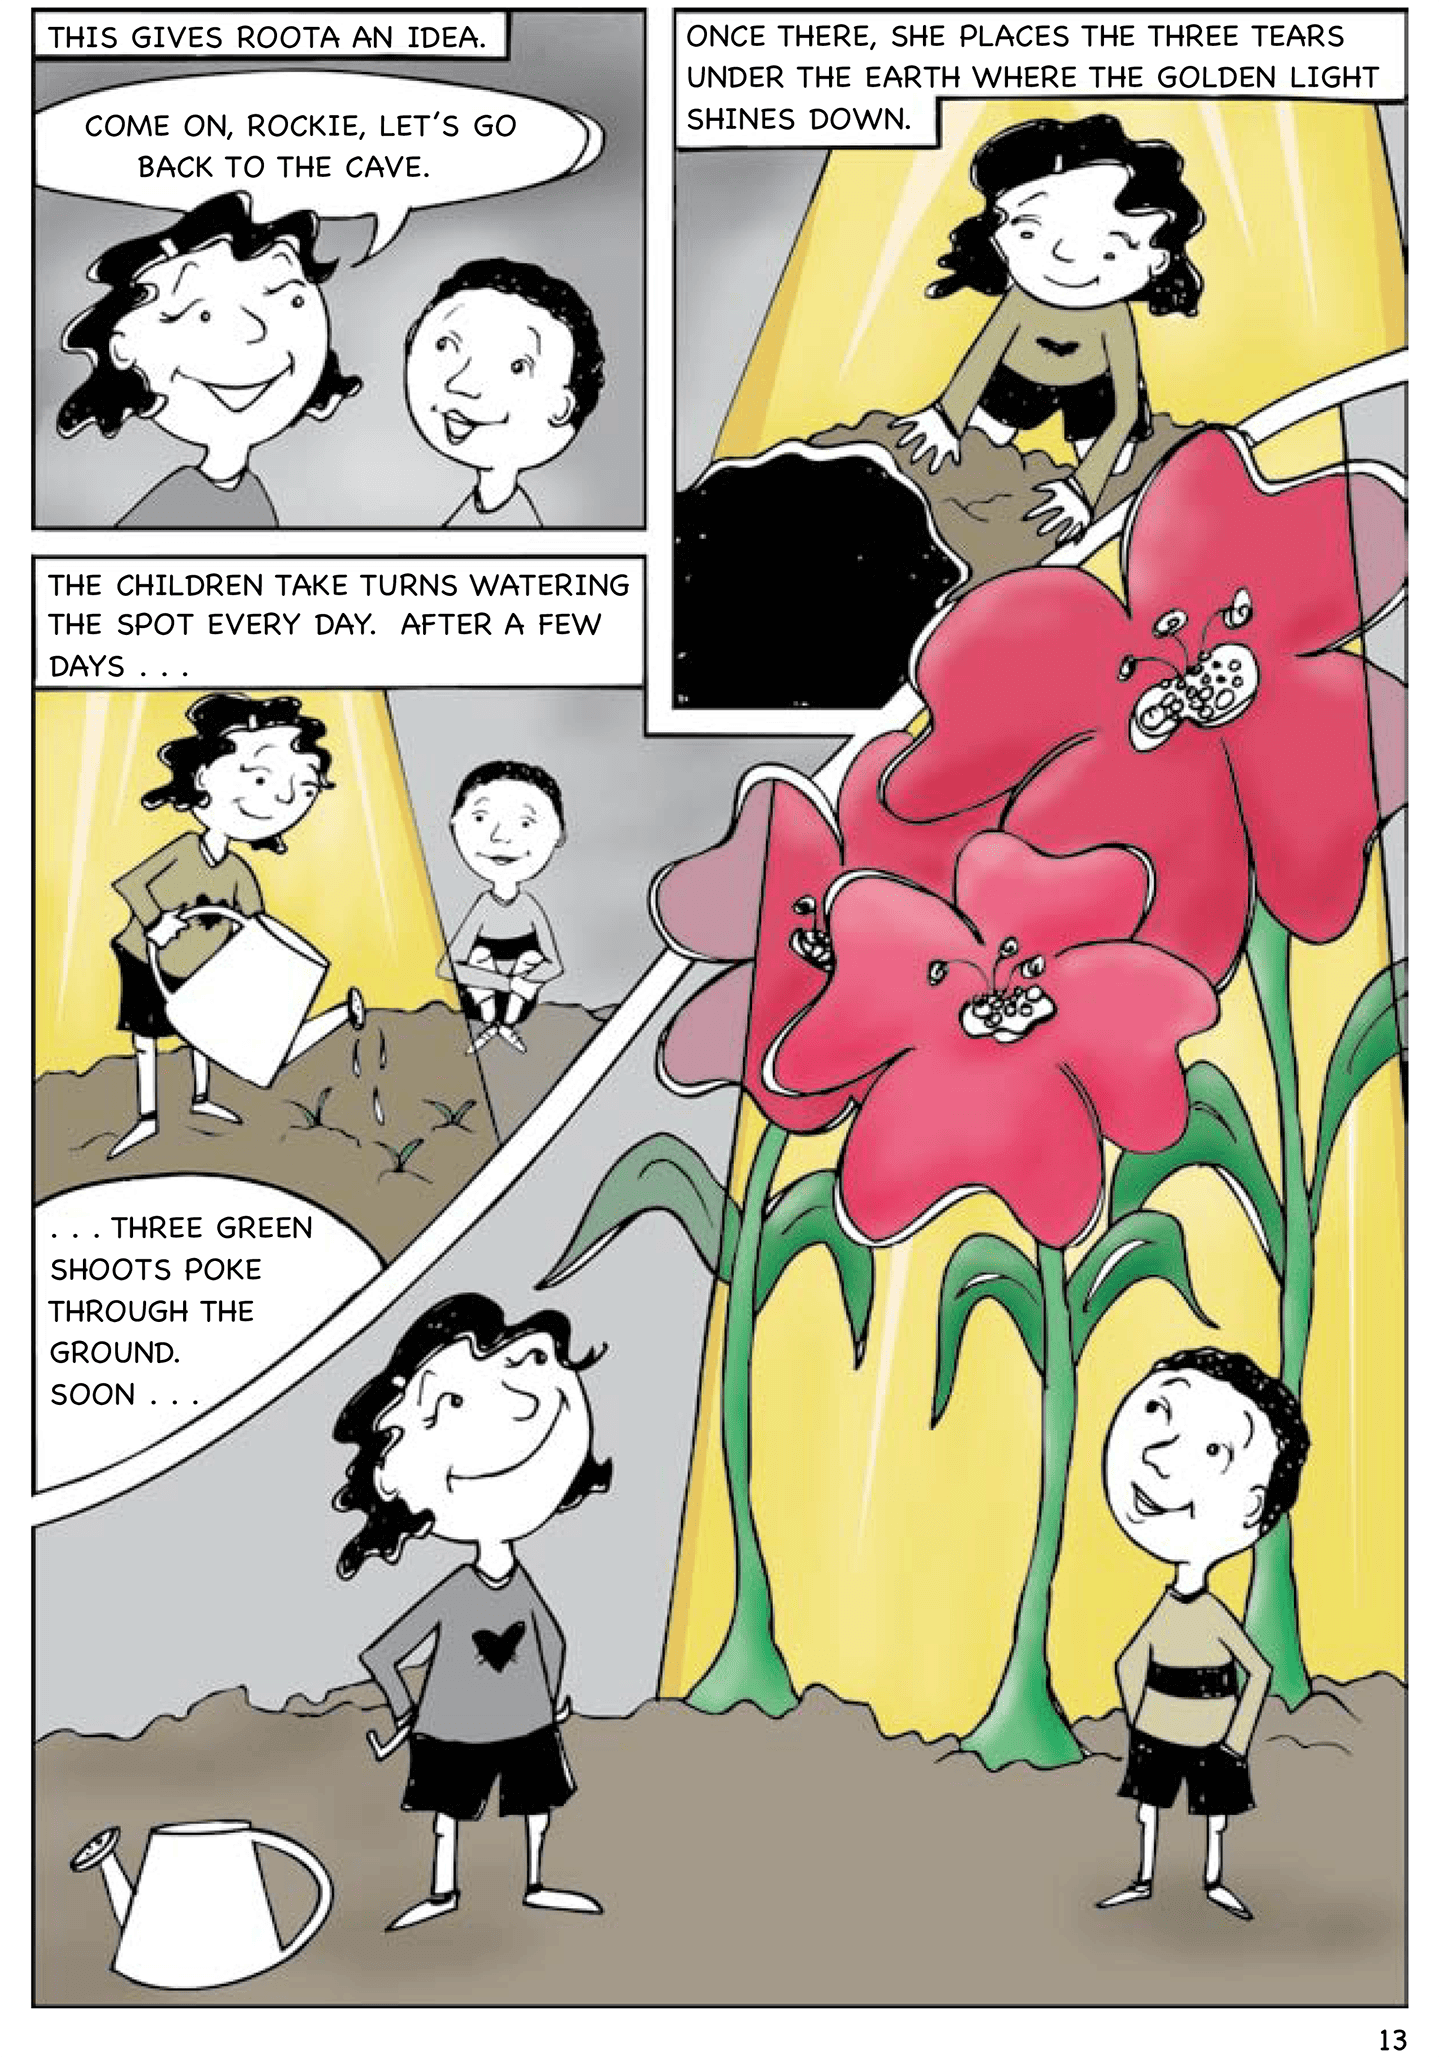 THIS GIVES ROOTA AN IDEA.
COME ON, ROCKIE, LET'S GO
BACK TO THE CAVE.
ONCE THERE, SHE PLACES THE THREE TEARS
UNDER THE EARTH WHERE THE GOLDEN LIGHT
SHINES DOWN.
THE CHILDREN TAKE TURNS WATERING
THE SPOT EVERY DAY.  AFTER A FEW
DAYS . . .
. . . THREE GREEN
SHOOTS POKE
THROUGH THE
GROUND.
SOON . . .
13